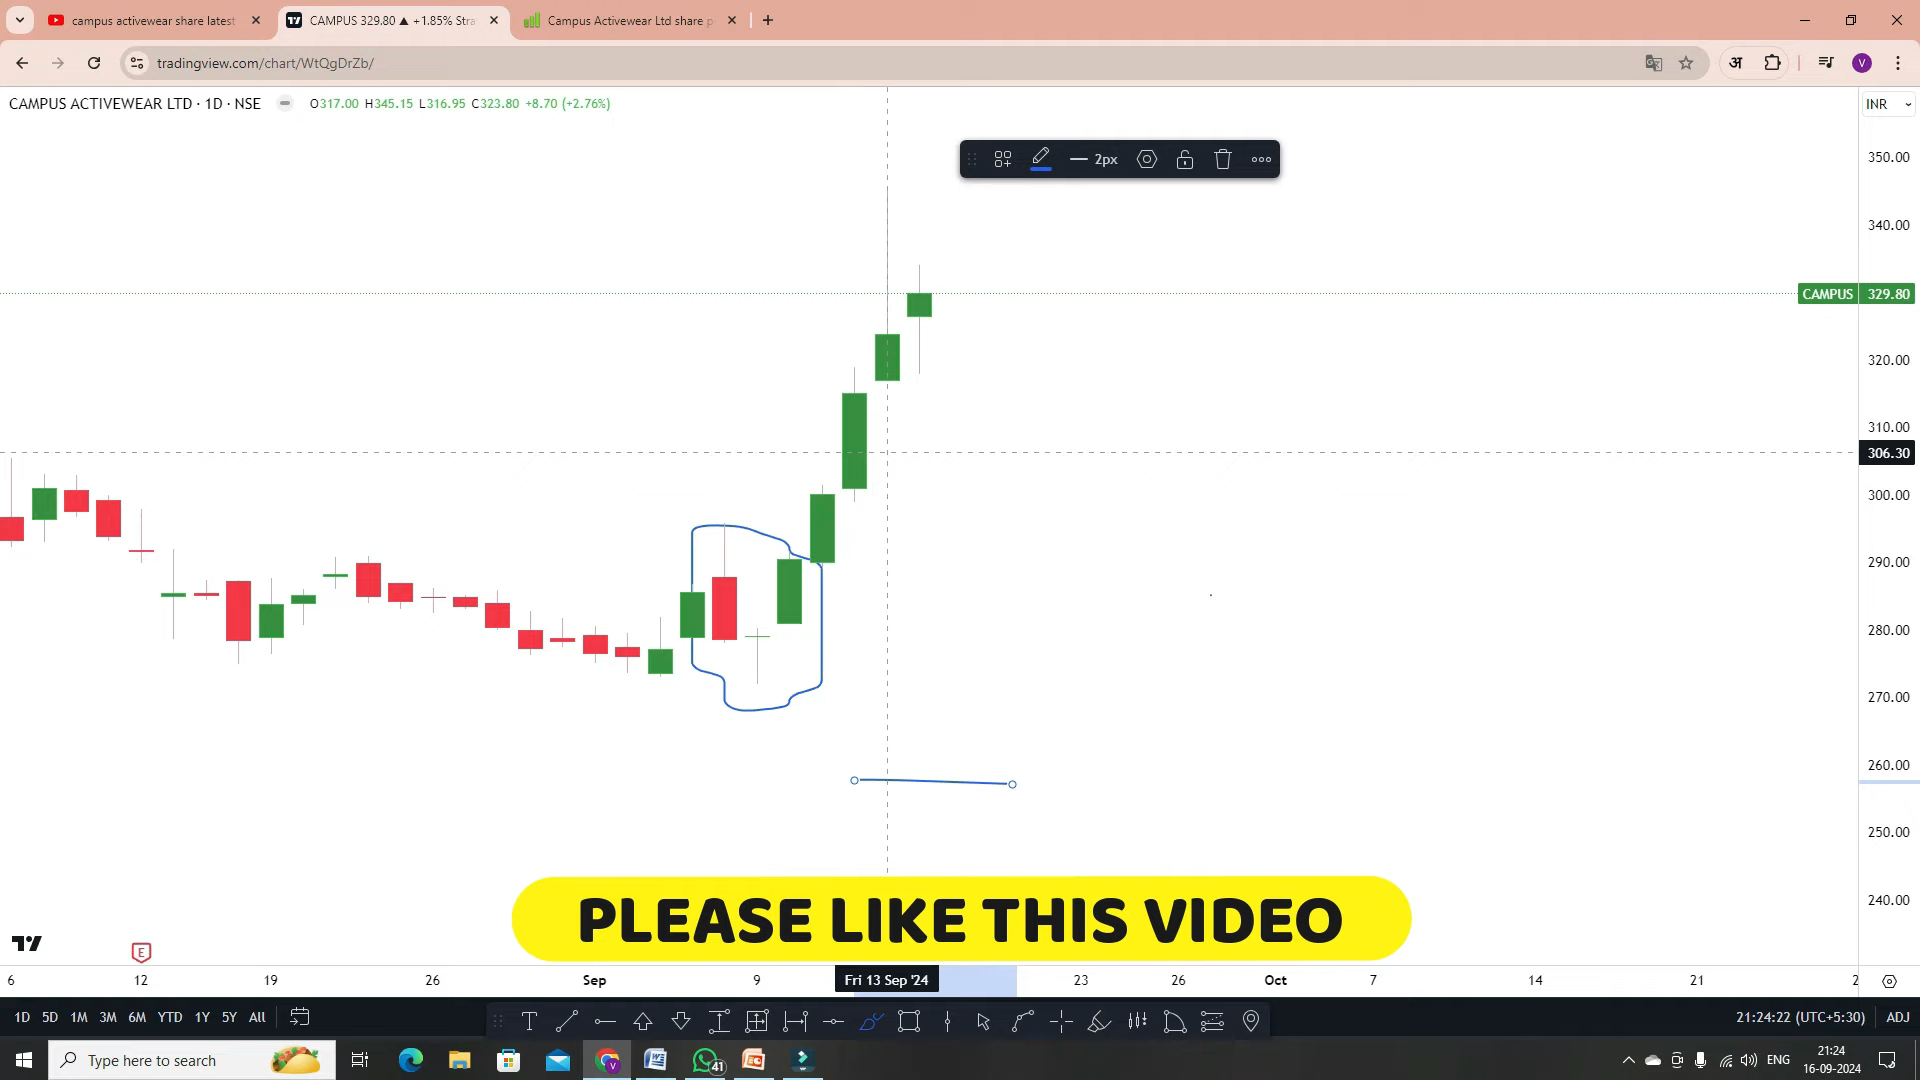 campus activewear share latest
CAMPUS 329.80 ▲ +1.85% Stra
Campus Activewear Ltd share p
tradingview.com/chart/WtQgDrZb/
अ
V
CAMPUS ACTIVEWEAR LTD · 1D · NSE
O317.00 H345.15 L316.95 C323.80 +8.70 (+2.76%)
INR
2px
350.00
340.00
CAMPUS 329.80
320.00
310.00
306.30
300.00
290.00
280.00
270.00
260.00
250.00
240.00
PLEASE LIKE THIS VIDEO
E
6 12 19 26 Sep 9 Fri 13 Sep '24 23 26 Oct 7 14 21 2
1D 5D 1M 3M 6M YTD 1Y 5Y All
T
21:24:22 (UTC+5:30) ADJ
Type here to search
41
ENG
21:24
16-09-2024